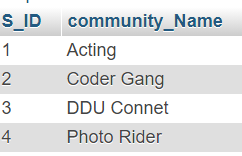 S_ID community_Name
1 Acting
2 Coder Gang
3 DDU Connet
4 Photo Rider